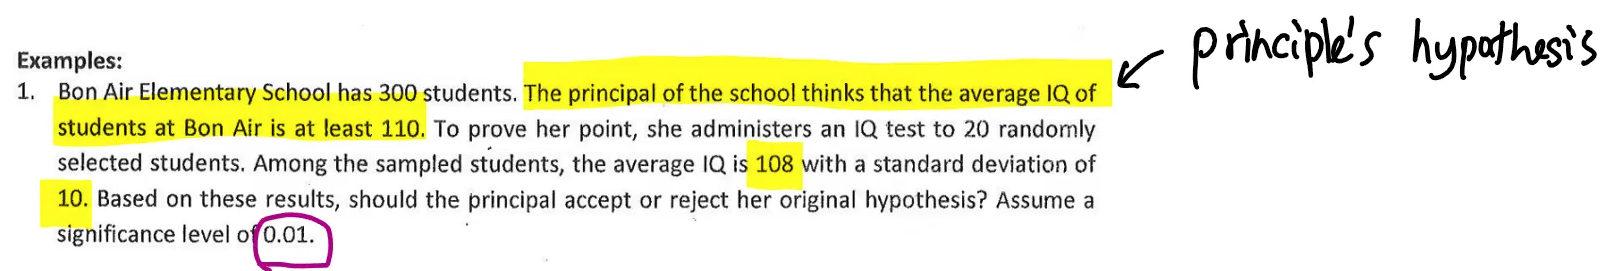 principle's hypothesis
Examples:
1. Bon Air Elementary School has 300 students. The principal of the school thinks that the average IQ of
students at Bon Air is at least 110. To prove her point, she administers an IQ test to 20 randomly
selected students. Among the sampled students, the average IQ is 108 with a standard deviation of
10. Based on these results, should the principal accept or reject her original hypothesis? Assume a
significance level of 0.01.